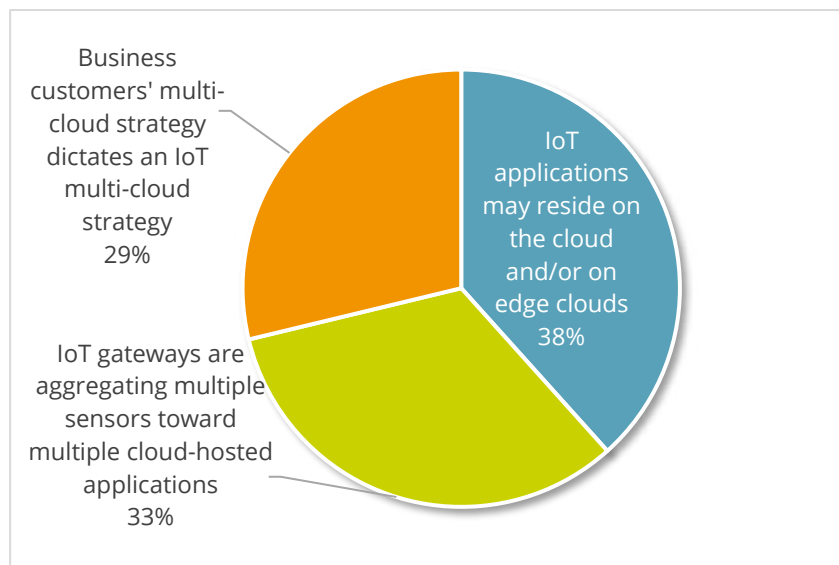 Business
customers' multi-
cloud strategy
dictates an IoT
multi-cloud
strategy
29%
IoT
applications
may reside on
the cloud
and/or on
edge clouds
38%
IoT gateways are
aggregating multiple
sensors toward
multiple cloud-hosted
applications
33%